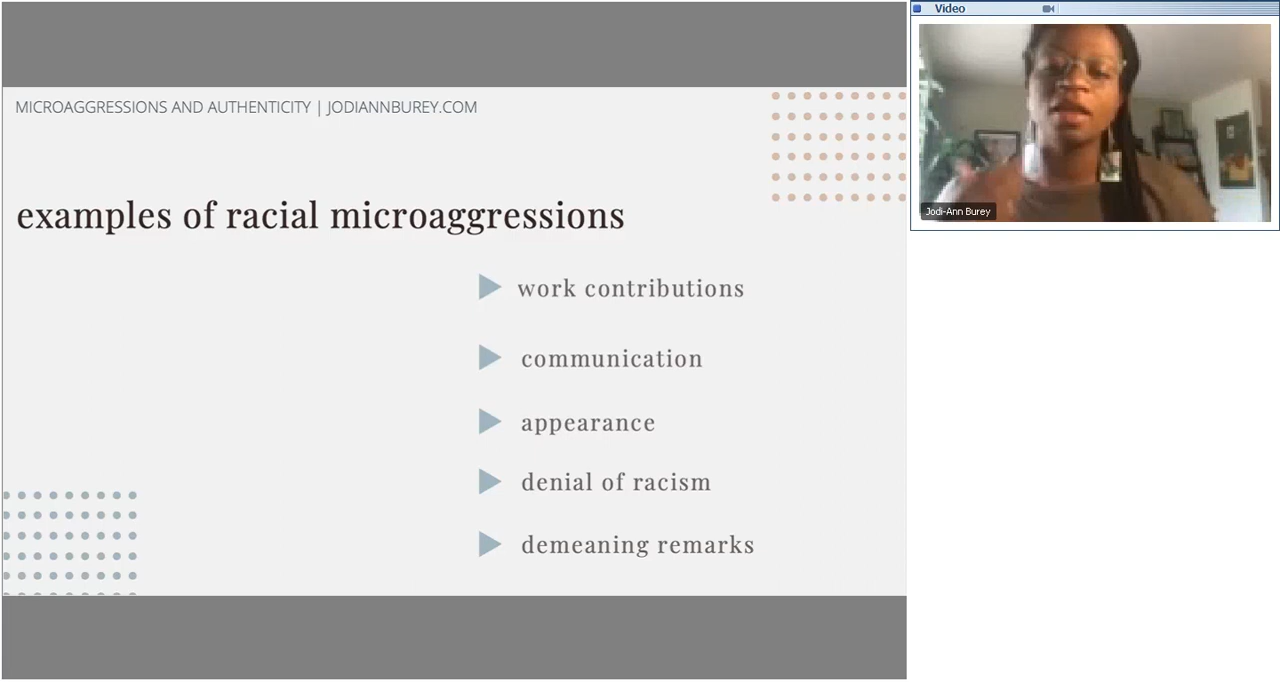 MICROAGGRESSIONS AND AUTHENTICITY | JODIANNBUREY.COM
examples of racial microaggressions
work contributions
communication
appearance
denial of racism
demeaning remarks
Video
Jodi-Ann Burey